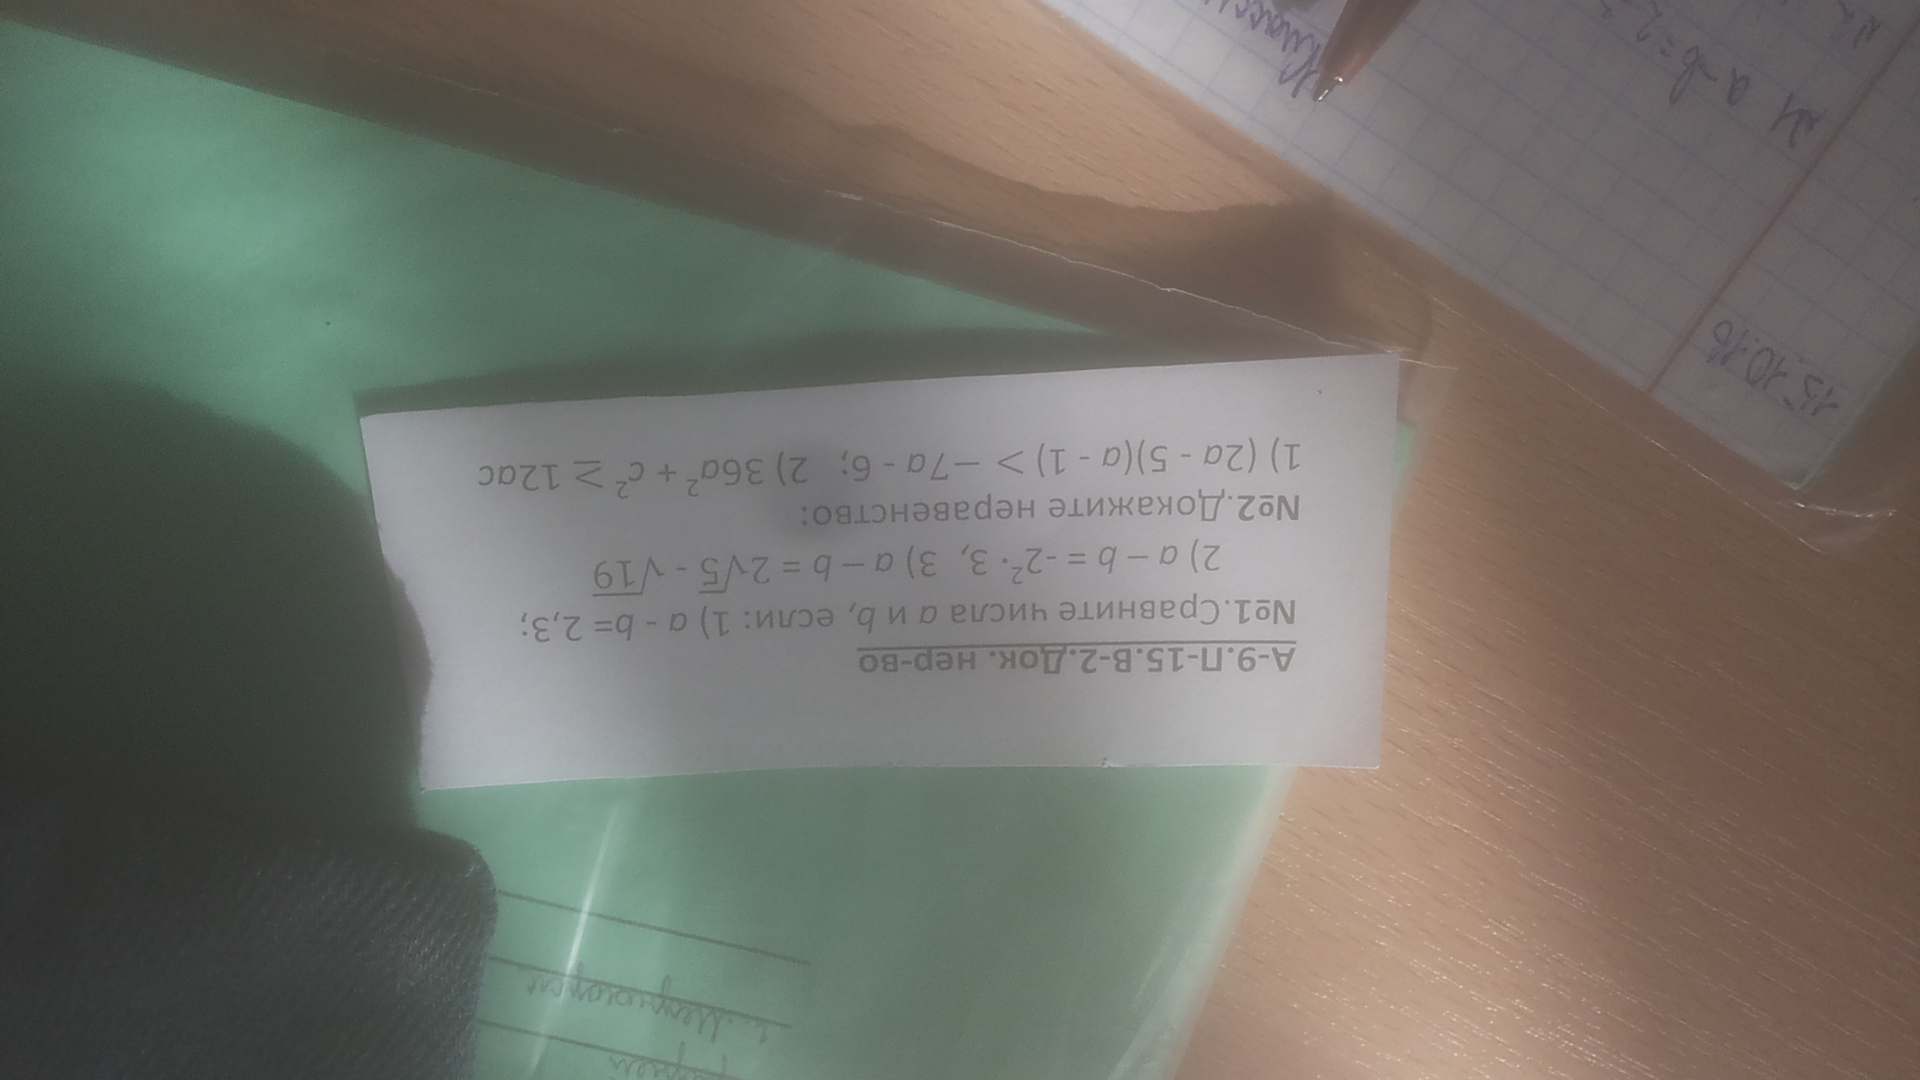 А-9.П-15.В-2.Док. нер-во
№1.Сравните числа a и b, если: 1) a - b= 2,3;
2) a – b = -2²· 3, 3) a – b = 2√5 - √19
№2.Докажите неравенство:
1) (2a - 5)(a - 1) > −7a - 6; 2) 36a² + c² ≥ 12ac
15.10.16
a-b=2